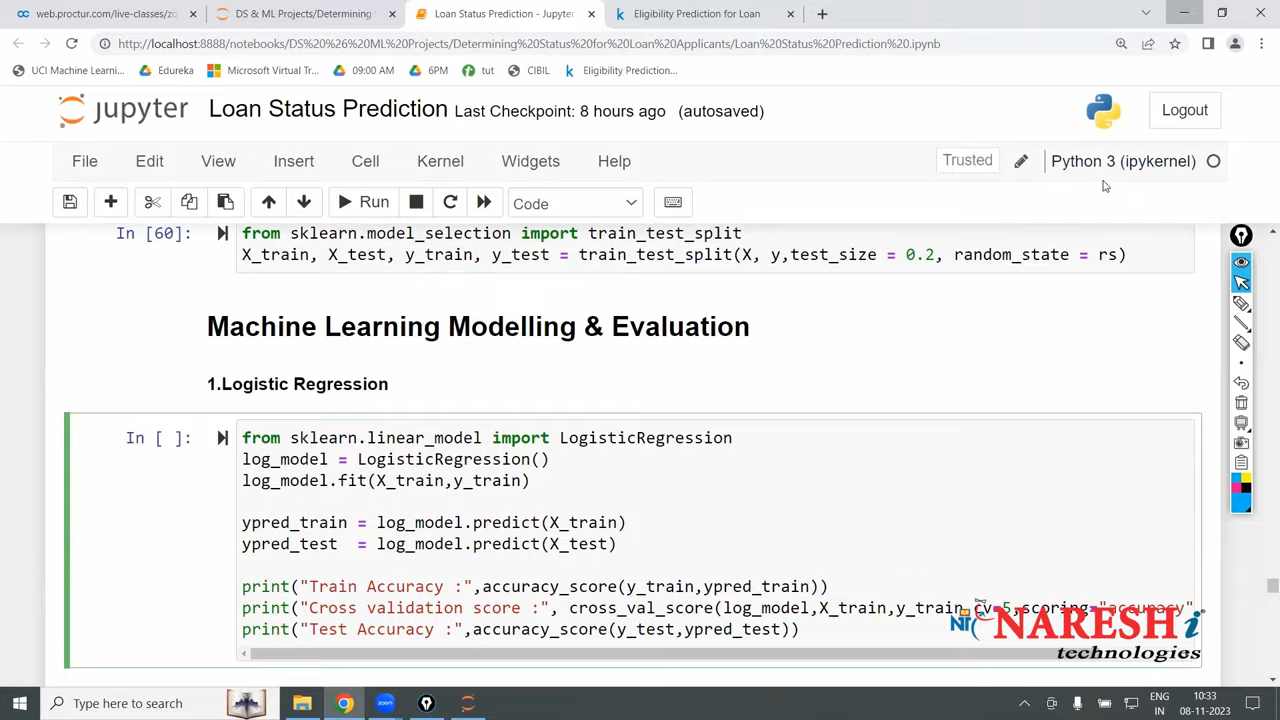 web.proctur.com/live-classes/zo
DS & ML Projects/Determining
Loan Status Prediction - Jupyter
Eligibility Prediction for Loan
http://localhost:8888/notebooks/DS%20%26%20ML%20Projects/Determining%20Status%20for%20Loan%20Applicants/Loan%20Status%20Prediction%20.ipynb
UCI Machine Learni...
Edureka
Microsoft Virtual Tr...
09:00 AM
6PM
tut
CIBIL
Eligibility Prediction...
jupyter Loan Status Prediction Last Checkpoint: 8 hours ago (autosaved)
Logout
File Edit View Insert Cell Kernel Widgets Help
Trusted
Python 3 (ipykernel)
Run
Code
In [60]:
from sklearn.model_selection import train_test_split
X_train, X_test, y_train, y_test = train_test_split(X, y,test_size = 0.2, random_state = rs)
Machine Learning Modelling & Evaluation
1.Logistic Regression
In [ ]:
from sklearn.linear_model import LogisticRegression
log_model = LogisticRegression()
log_model.fit(X_train,y_train)
ypred_train = log_model.predict(X_train)
ypred_test = log_model.predict(X_test)
print("Train Accuracy :",accuracy_score(y_train,ypred_train))
print("Cross validation score :", cross_val_score(log_model,X_train,y_train,cv=5,scoring="accuracy"
print("Test Accuracy :",accuracy_score(y_test,ypred_test))
NARESH i
technologies
Type here to search
zoom
ENG
IN
10:33
08-11-2023